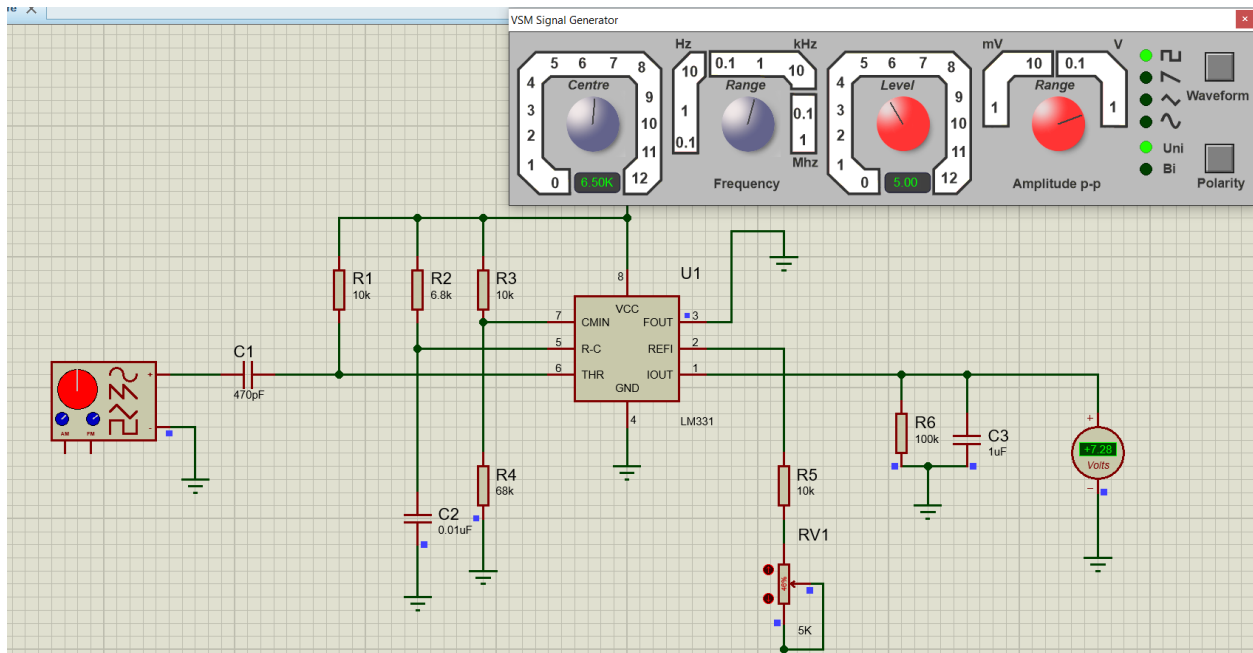 re
VSM Signal Generator
Hz kHz mV V
5 6 7 8 4 3 2 1 0 9 10 11 12
Centre
6.50K
10 1 0.1
0.1 1 10
0.1 1
Mhz
Range
Frequency
5 6 7 8 4 3 2 1 0 9 10 11 12
Level
5.00
10 1
0.1 1
Range
Amplitude p-p
Waveform
Uni
Bi
Polarity
R1
10k
R2
6.8k
R3
10k
U1
8
VCC
7 CMIN FOUT 3
5 R-C REFI 2
6 THR IOUT 1
GND
4
LM331
C1
470pF
+
-
AM FM
R4
68k
C2
0.01uF
R5
10k
RV1
46%
5K
R6
100k
C3
1uF
+
+7.28
Volts
-